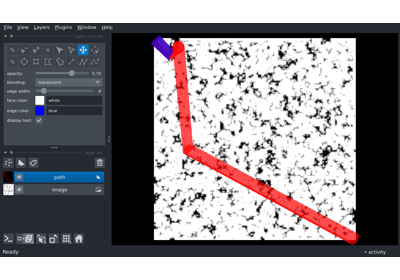 File View Layers Plugins Window Help
opacity: 0.70
blending: translucent
edge width:
face color: white
edge color: blue
display text:
path
Image
Ready
activity